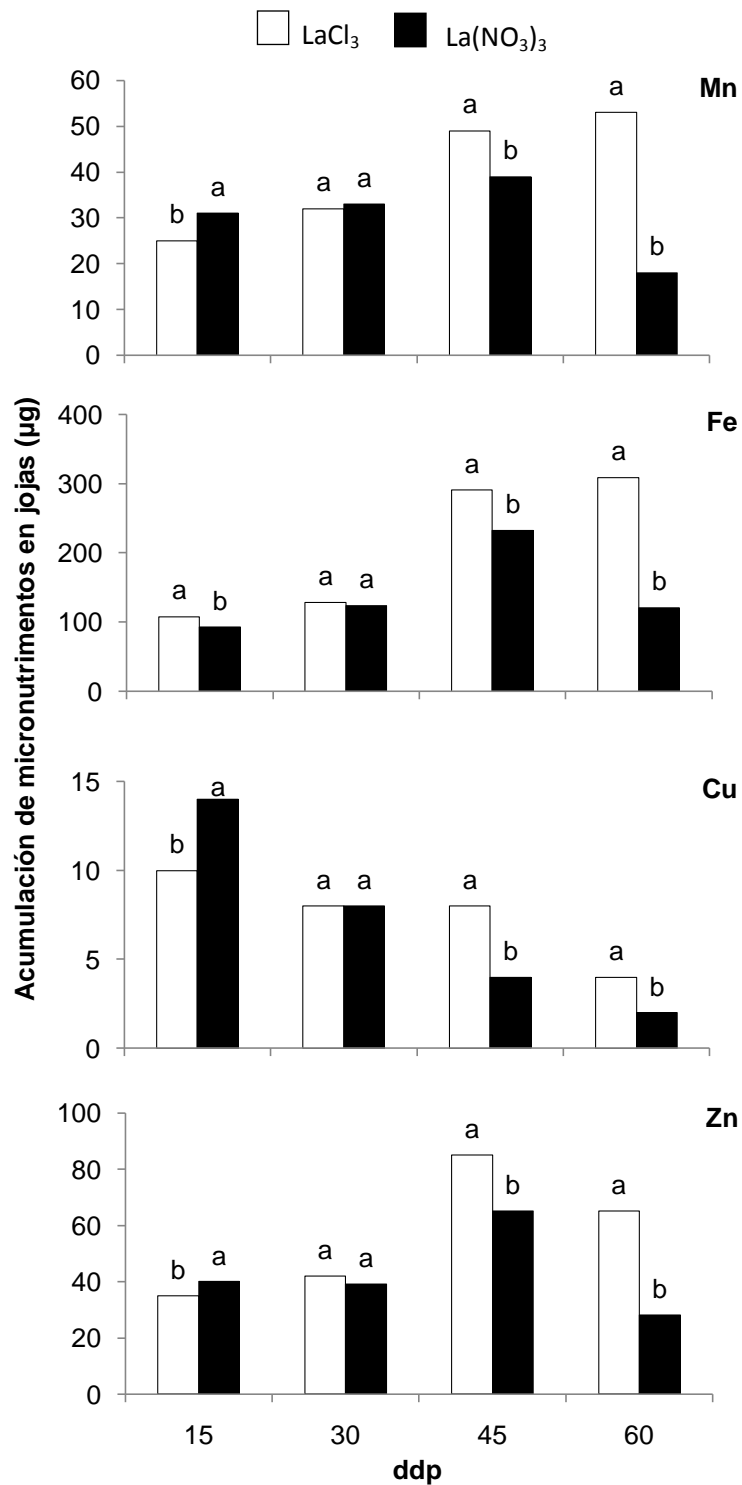 LaCl₃ La(NO₃)₃
Acumulación de micronutrimentos en jojas (µg)
Mn
60
50
40
30
20
10
0
b a a a a b a b
Fe
400
300
200
100
0
a b a a a b a b
Cu
15
10
5
0
b a a a a b a b
Zn
100
80
60
40
20
0
b a a a a b a b
15 30 45 60
ddp